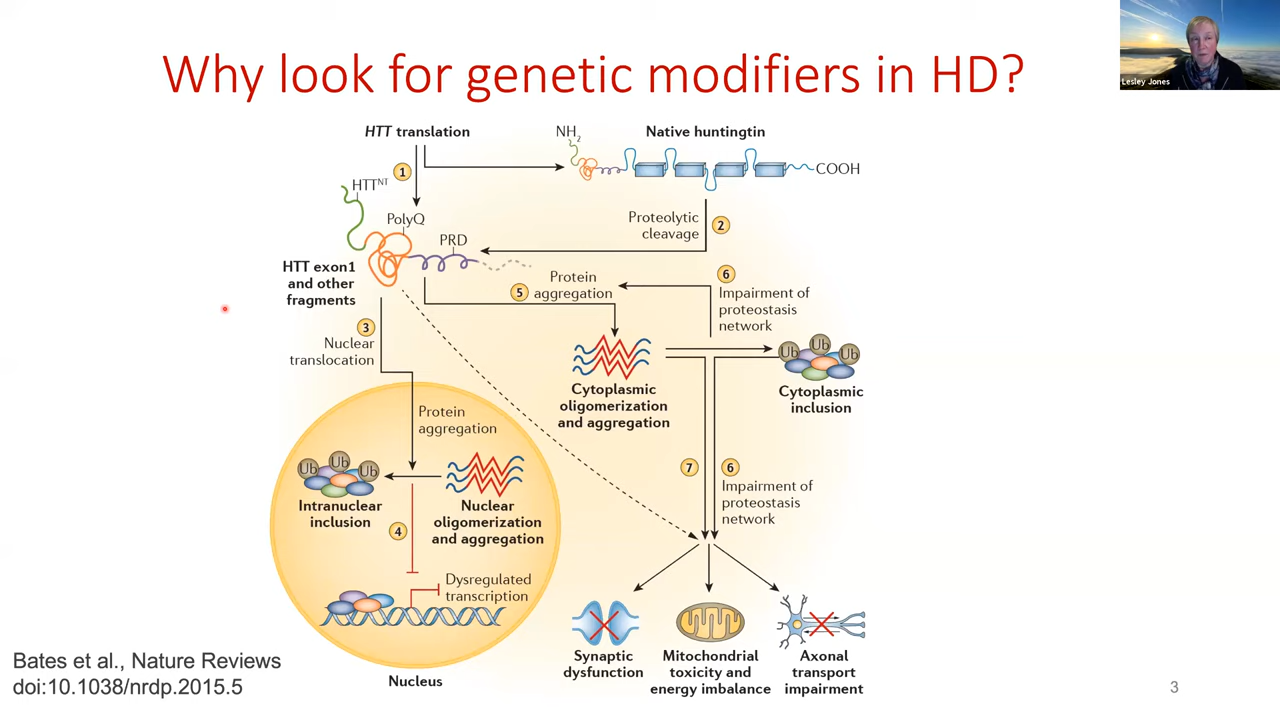 Why look for genetic modifiers in HD?
Lesley Jones
HTT translation
NH2
Native huntingtin
COOH
1
HTTNT
PolyQ
PRD
Proteolytic
cleavage
2
HTT exon1
and other
fragments
5
Protein
aggregation
6
Impairment of
proteostasis
network
3
Nuclear
translocation
Ub
Ub
Ub
Cytoplasmic
oligomerization
and aggregation
Cytoplasmic
inclusion
Protein
aggregation
Ub
Ub
Ub
7
6
Impairment of
proteostasis
network
Intranuclear
inclusion
4
Nuclear
oligomerization
and aggregation
Dysregulated
transcription
Nucleus
Synaptic
dysfunction
Mitochondrial
toxicity and
energy imbalance
Axonal
transport
impairment
Bates et al., Nature Reviews
doi:10.1038/nrdp.2015.5
3